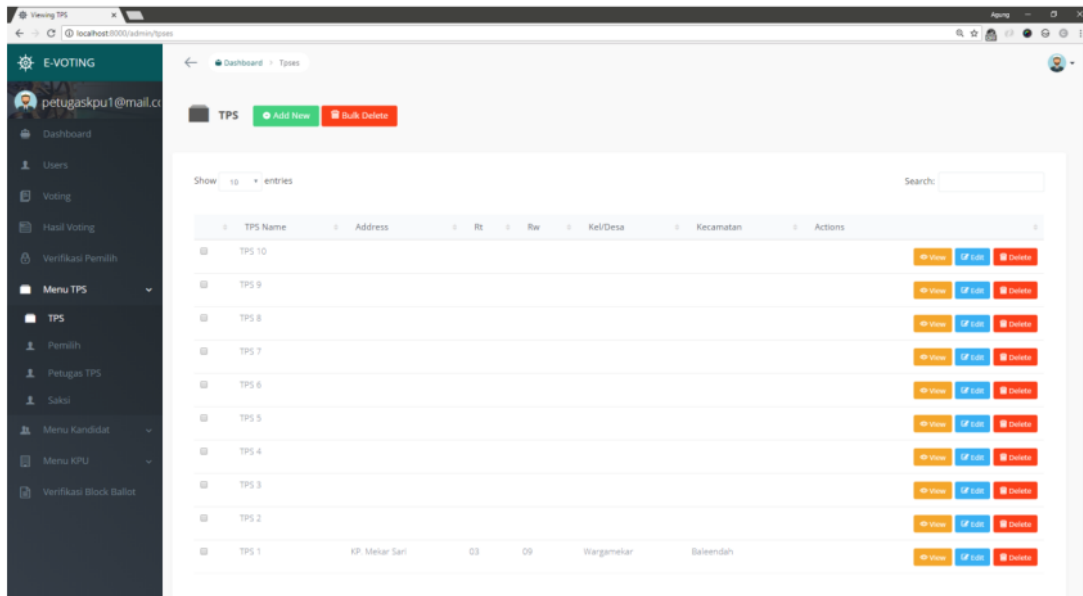 Viewing TPS
Agung
localhost:8000/admin/tpses
E-VOTING
Dashboard > Tpses
petugaskpu1@mail.co
TPS
Add New
Bulk Delete
Dashboard
Users
Voting
Hasil Voting
Verifikasi Pemilih
Menu TPS
TPS
Pemilih
Petugas TPS
Saksi
Menu Kandidat
Menu KPU
Verifikasi Block Ballot
Show 10 entries
Search:
TPS Name Address Rt Rw Kel/Desa Kecamatan Actions
TPS 10 View Edit Delete
TPS 9 View Edit Delete
TPS 8 View Edit Delete
TPS 7 View Edit Delete
TPS 6 View Edit Delete
TPS 5 View Edit Delete
TPS 4 View Edit Delete
TPS 3 View Edit Delete
TPS 2 View Edit Delete
TPS 1 KP. Mekar Sari 03 09 Wargamekar Baleendah View Edit Delete